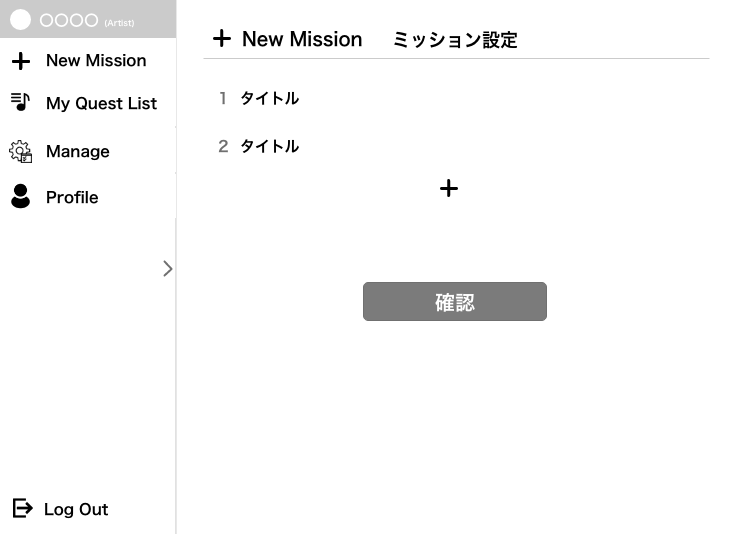 〇〇〇〇 (Artist)
New Mission
My Quest List
Manage
Profile
Log Out
New Mission ミッション設定
1 タイトル
2 タイトル
確認